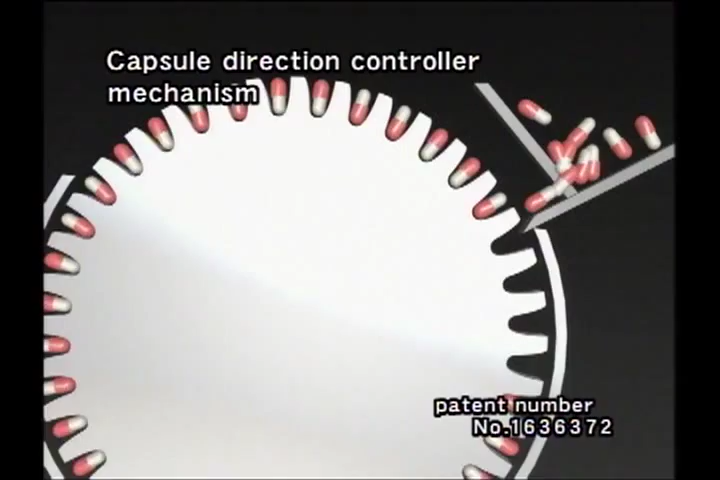 Capsule direction controller
mechanism
patent number
No.1636372